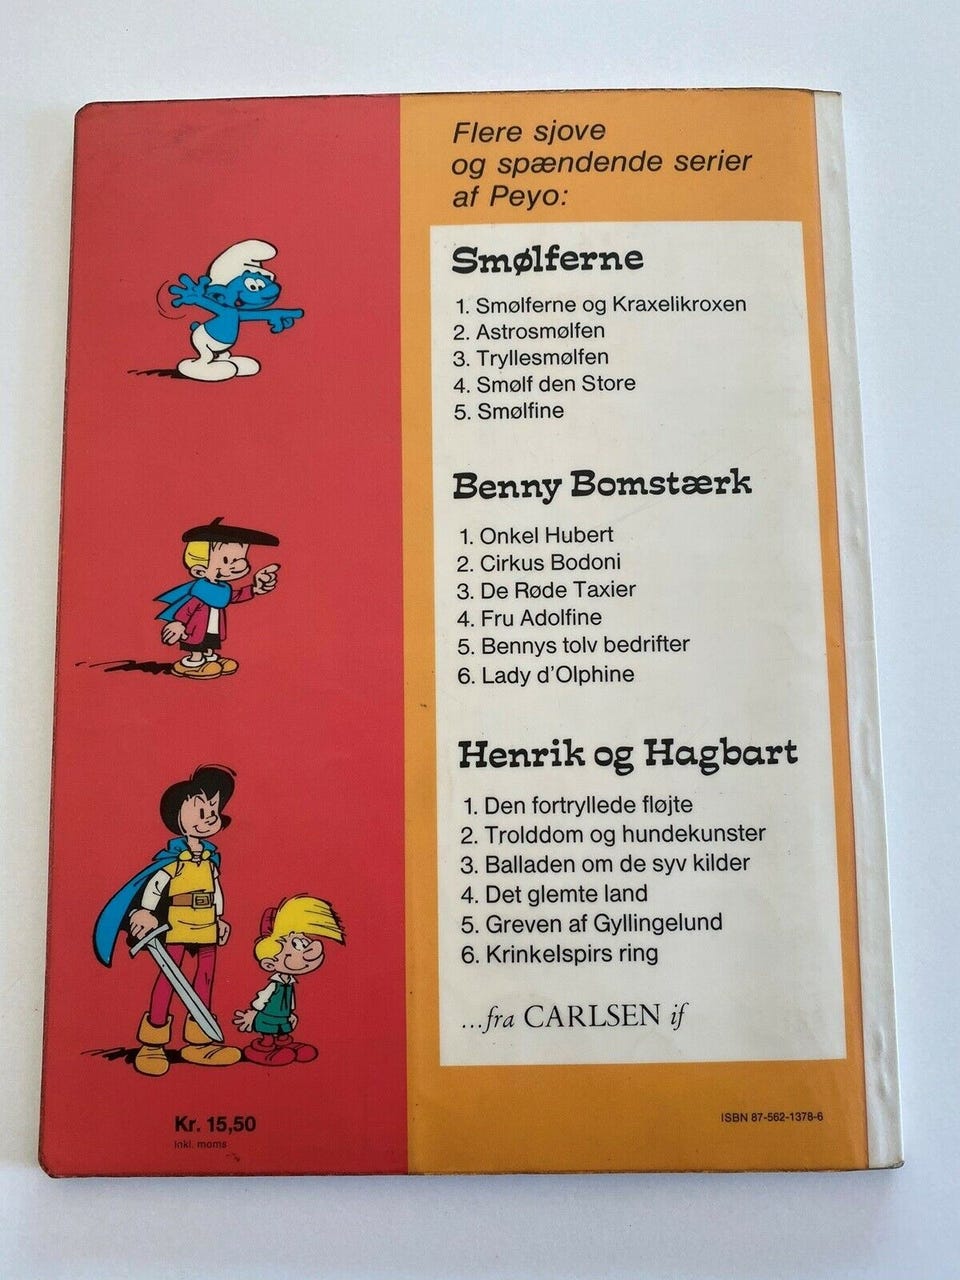 Flere sjove
og spændende serier
af Peyo:
Smølferne
1. Smølferne og Kraxelikroxen
2. Astrosmølfen
3. Tryllesmølfen
4. Smølf den Store
5. Smølfine
Benny Bomstærk
1. Onkel Hubert
2. Cirkus Bodoni
3. De Røde Taxier
4. Fru Adolfine
5. Bennys tolv bedrifter
6. Lady d'Olphine
Henrik og Hagbart
1. Den fortryllede fløjte
2. Trolddom og hundekunster
3. Balladen om de syv kilder
4. Det glemte land
5. Greven af Gyllingelund
6. Krinkelspirs ring
...fra CARLSEN if
Kr. 15,50
Inkl. moms
ISBN 87-562-1378-6